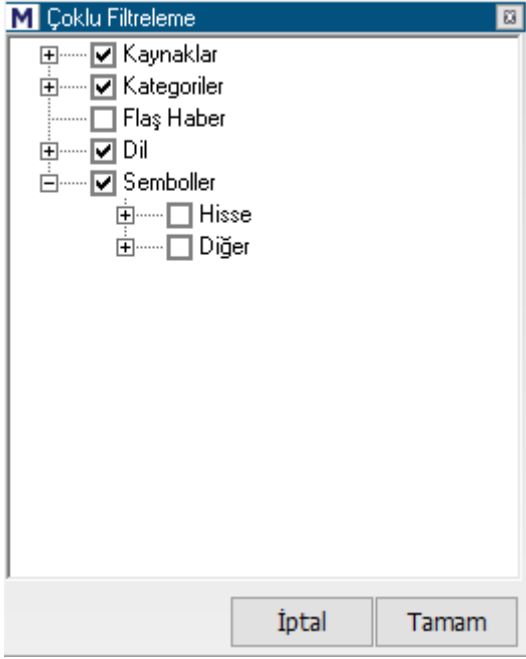 M Çoklu Filtreleme
Kaynaklar
Kategoriler
Flaş Haber
Dil
Semboller
Hisse
Diğer
İptal Tamam